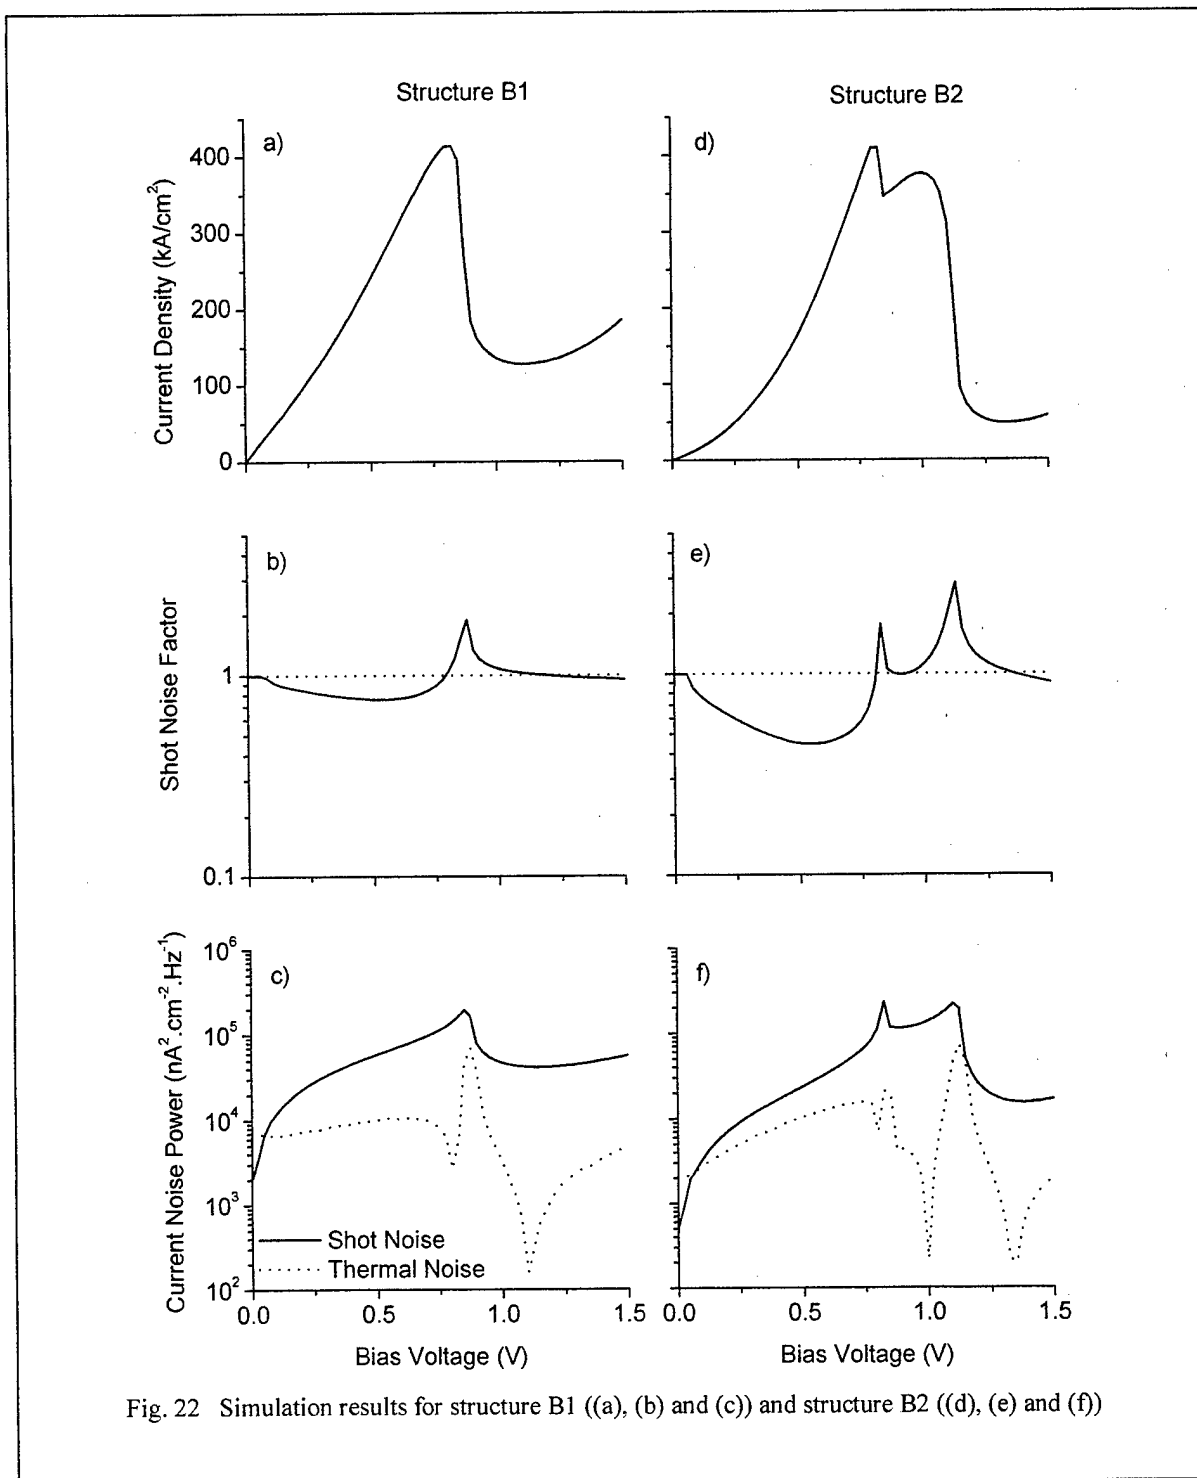 Structure B1
Structure B2
a)
d)
400
300
200
100
0
Current Density (kA/cm²)
b)
e)
1
0.1
Shot Noise Factor
c)
f)
10⁶
10⁵
10⁴
10³
10²
Current Noise Power (nA².cm⁻².Hz⁻¹)
Shot Noise
Thermal Noise
0.0 0.5 1.0 1.5
0.0 0.5 1.0 1.5
Bias Voltage (V)
Bias Voltage (V)
Fig. 22 Simulation results for structure B1 ((a), (b) and (c)) and structure B2 ((d), (e) and (f))